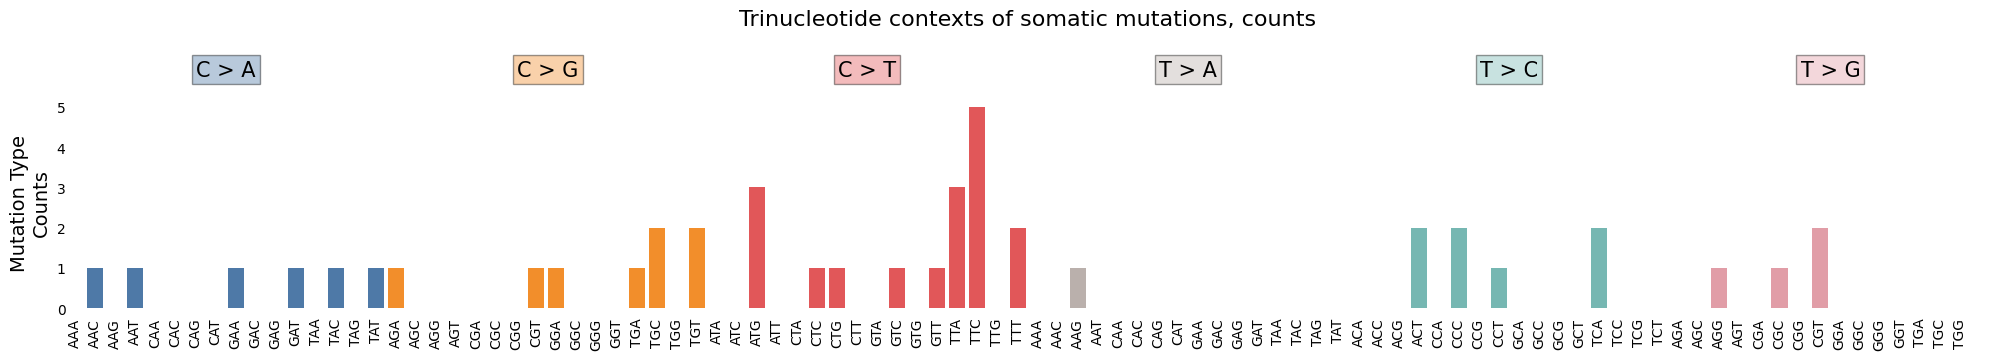 Trinucleotide contexts of somatic mutations, counts
C > A
C > G
C > T
T > A
T > C
T > G
Mutation Type
Counts
5
4
3
2
1
0
AAA
AAC
AAG
AAT
CAA
CAC
CAG
CAT
GAA
GAC
GAG
GAT
TAA
TAC
TAG
TAT
AGA
AGC
AGG
AGT
CGA
CGC
CGG
CGT
GGA
GGC
GGG
GGT
TGA
TGC
TGG
TGT
ATA
ATC
ATG
ATT
CTA
CTC
CTG
CTT
GTA
GTC
GTG
GTT
TTA
TTC
TTG
TTT
AAA
AAC
AAG
AAT
CAA
CAC
CAG
CAT
GAA
GAC
GAG
GAT
TAA
TAC
TAG
TAT
ACA
ACC
ACG
ACT
CCA
CCC
CCG
CCT
GCA
GCC
GCG
GCT
TCA
TCC
TCG
TCT
AGA
AGC
AGG
AGT
CGA
CGC
CGG
CGT
GGA
GGC
GGG
GGT
TGA
TGC
TGG